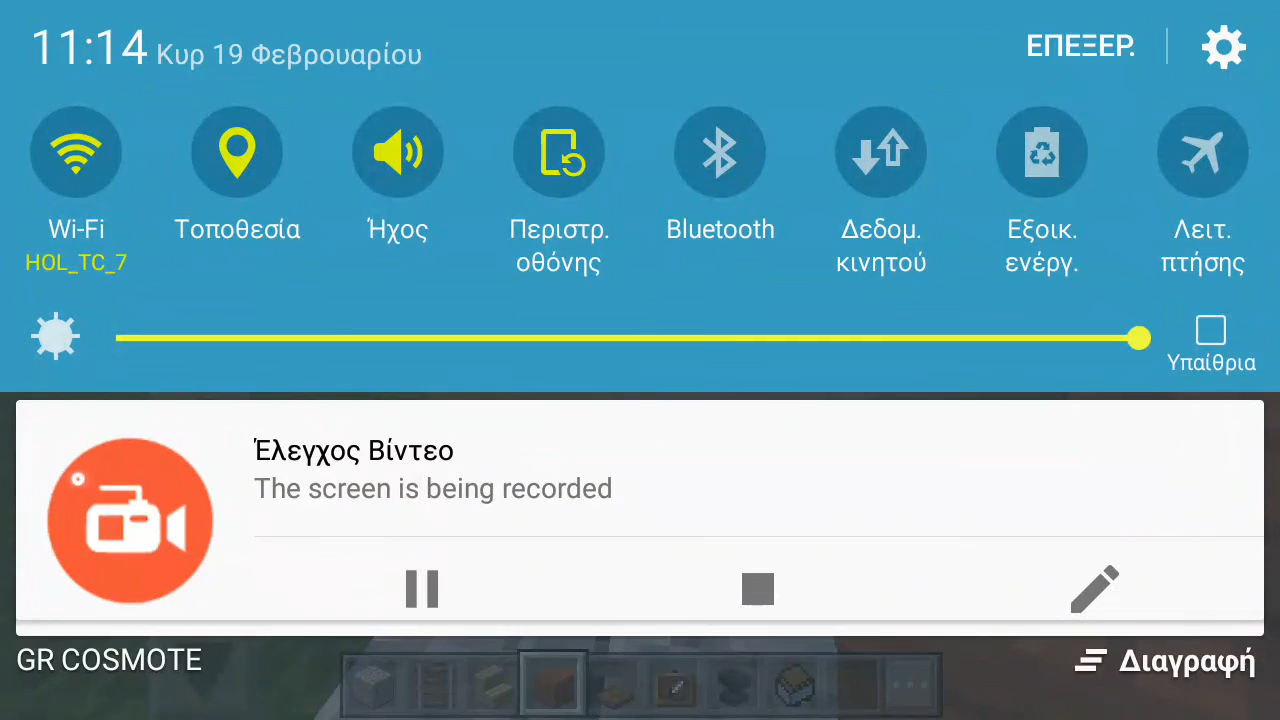 11:14 Κυρ 19 Φεβρουαρίου
ΕΠΕΞΕΡ.
Wi-Fi
HOL_TC_7
Τοποθεσία
Ήχος
Περιστρ.
οθόνης
Bluetooth
Δεδομ.
κινητού
Εξοικ.
ενέργ.
Λειτ.
πτήσης
Υπαίθρια
Έλεγχος Βίντεο
The screen is being recorded
GR COSMOTE
Διαγραφή